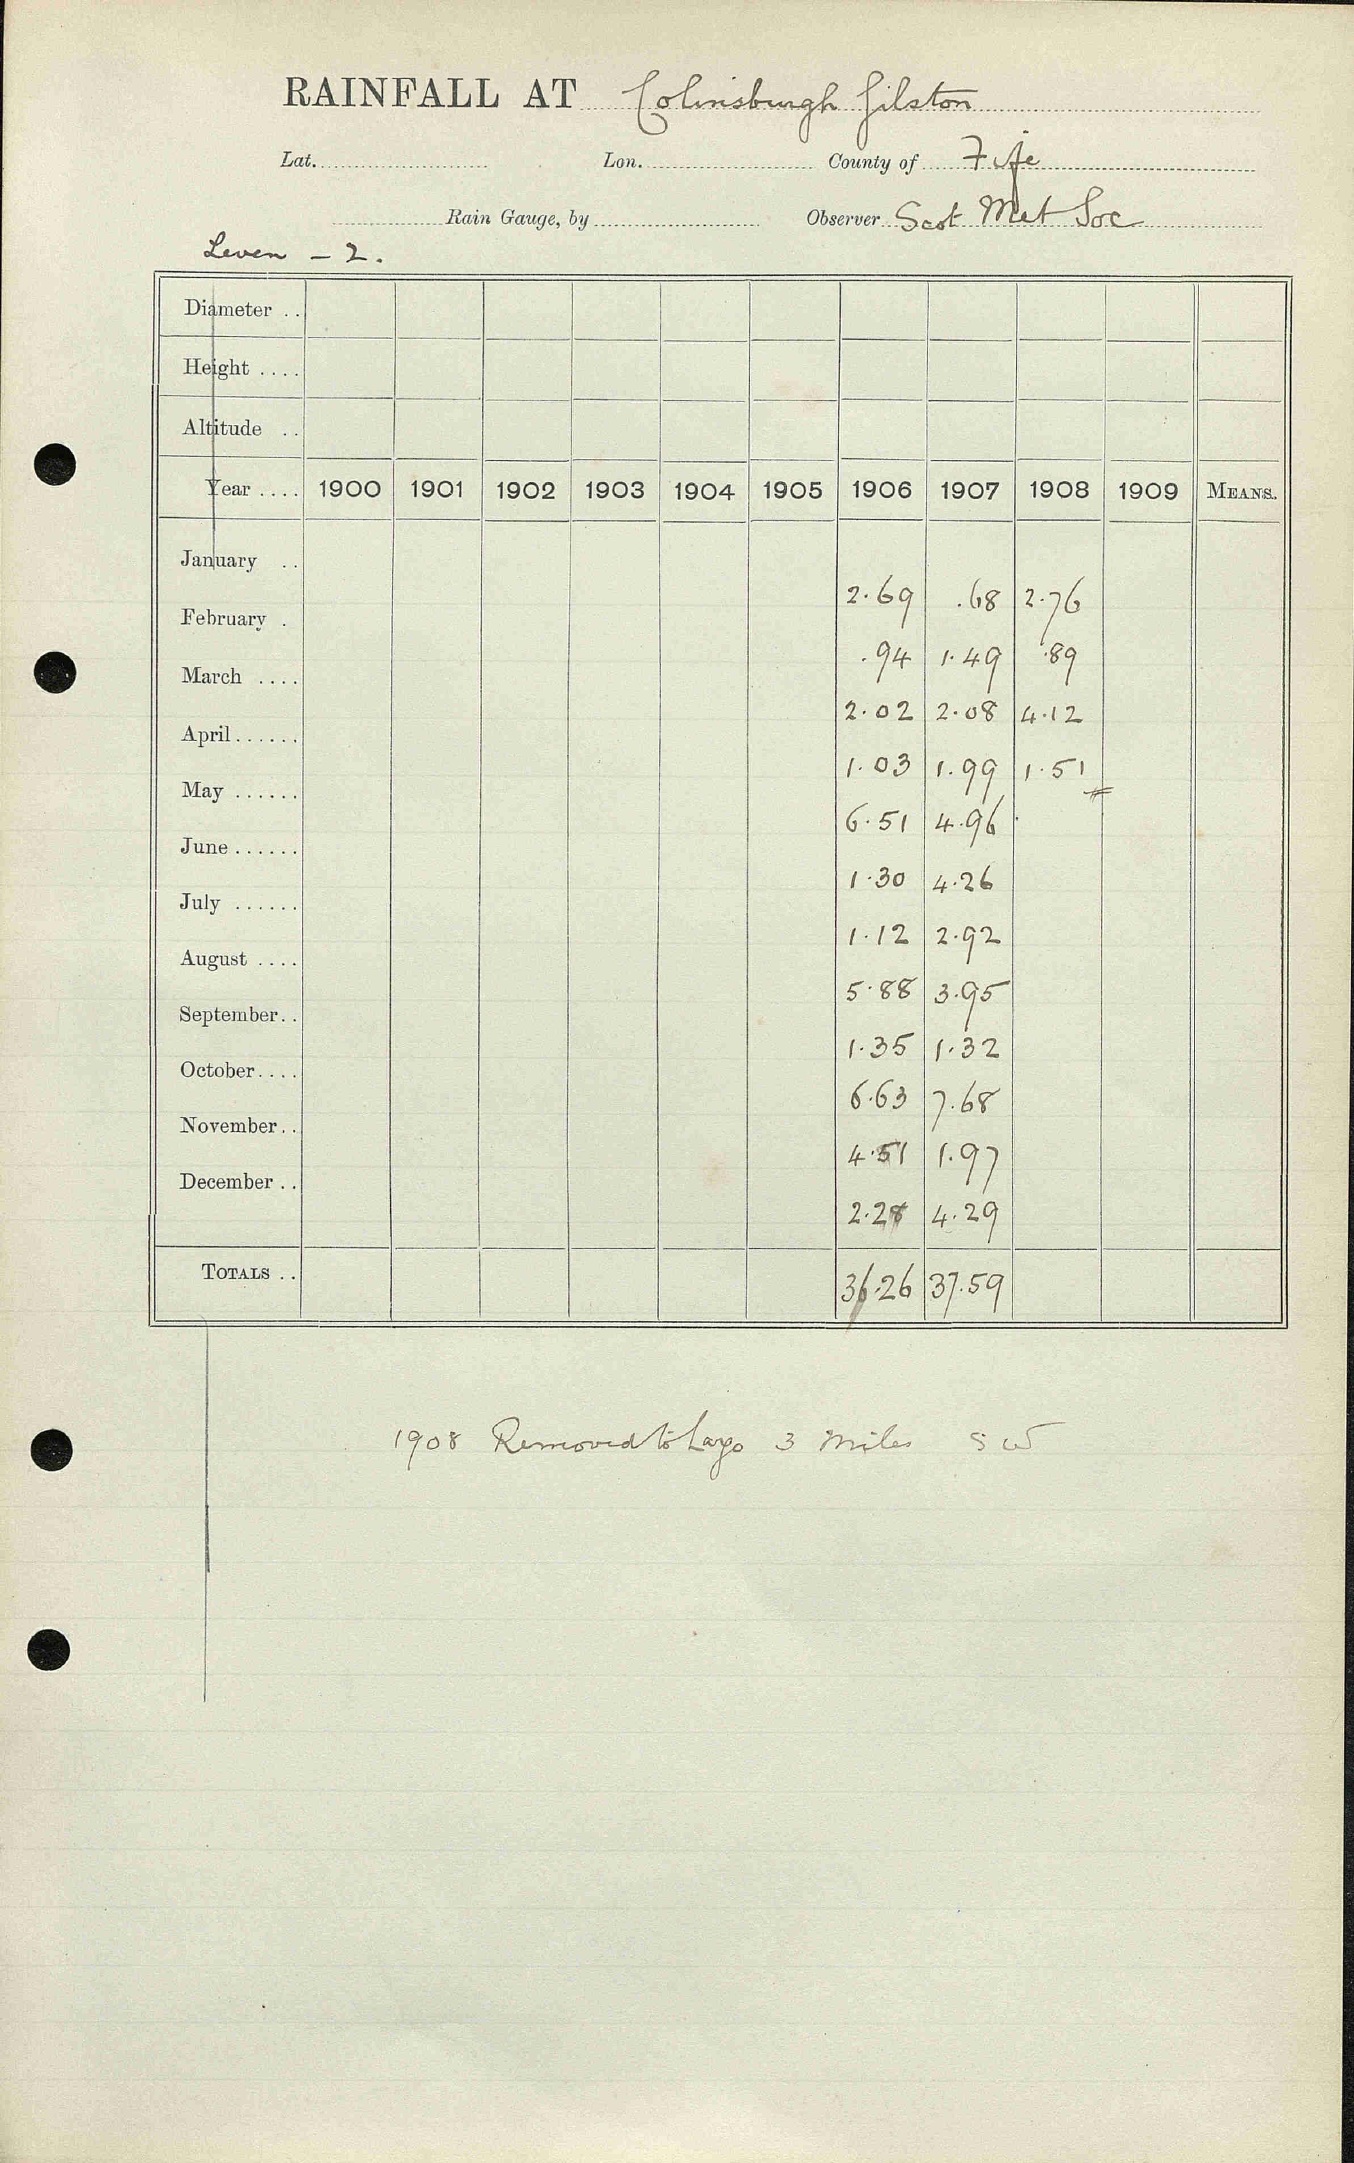 RAINFALL AT Colinsburgh Gilston
Lat. Lon. County of Fife
Rain Gauge, by Observer Scot Met Soc
Leven - 2.
Diameter ..
Height ....
Altitude ..
Year .... 1900 1901 1902 1903 1904 1905 1906 1907 1908 1909 MEANS.
January .. 2.69 .68 2.76
February . .94 1.49 .89
March .... 2.02 2.08 4.12
April...... 1.03 1.99 1.51
May ...... 6.51 4.96
June ...... 1.30 4.26
July ...... 1.12 2.92
August .... 5.88 3.95
September.. 1.35 1.32
October.... 6.63 7.68
November.. 4.51 1.97
December .. 2.28 4.29
TOTALS .. 36.26 37.59
1908 Removed to Largo 3 Miles SW